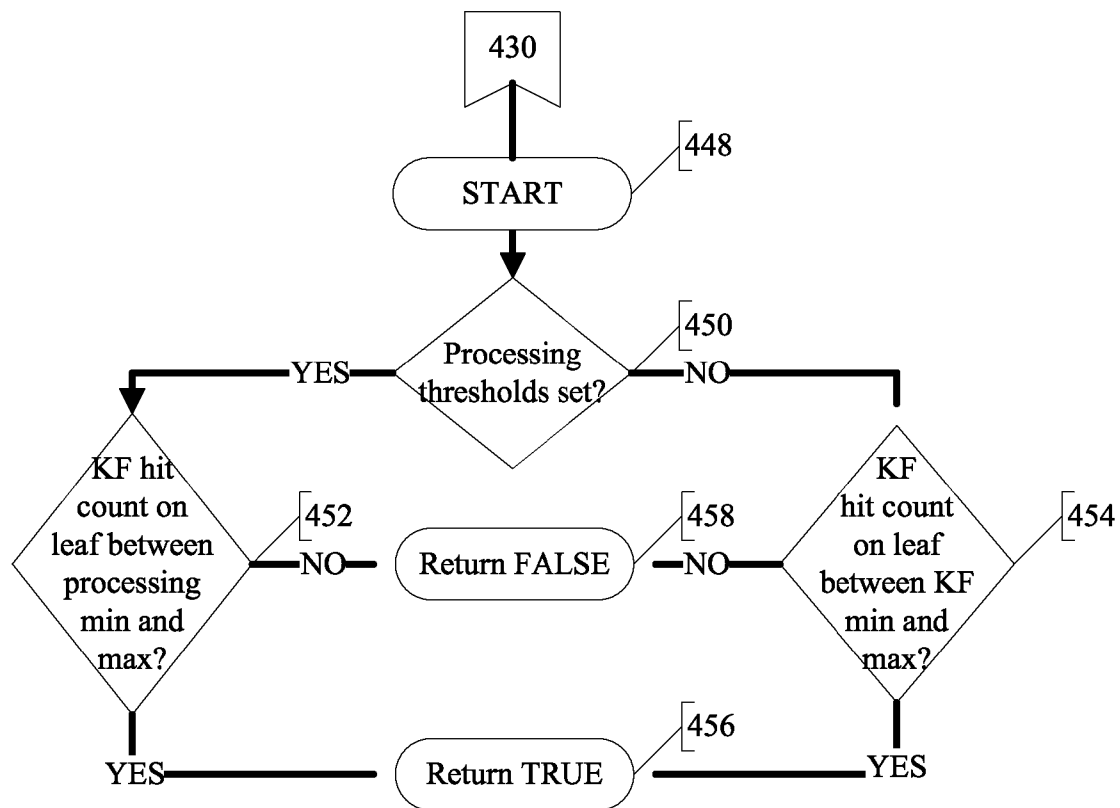 430
448
START
450
Processing
thresholds set?
YES
NO
KF hit
count on
leaf between
processing
min and
max?
452
NO
458
Return FALSE
NO
KF
hit count
on leaf
between KF
min and
max?
454
456
YES
Return TRUE
YES